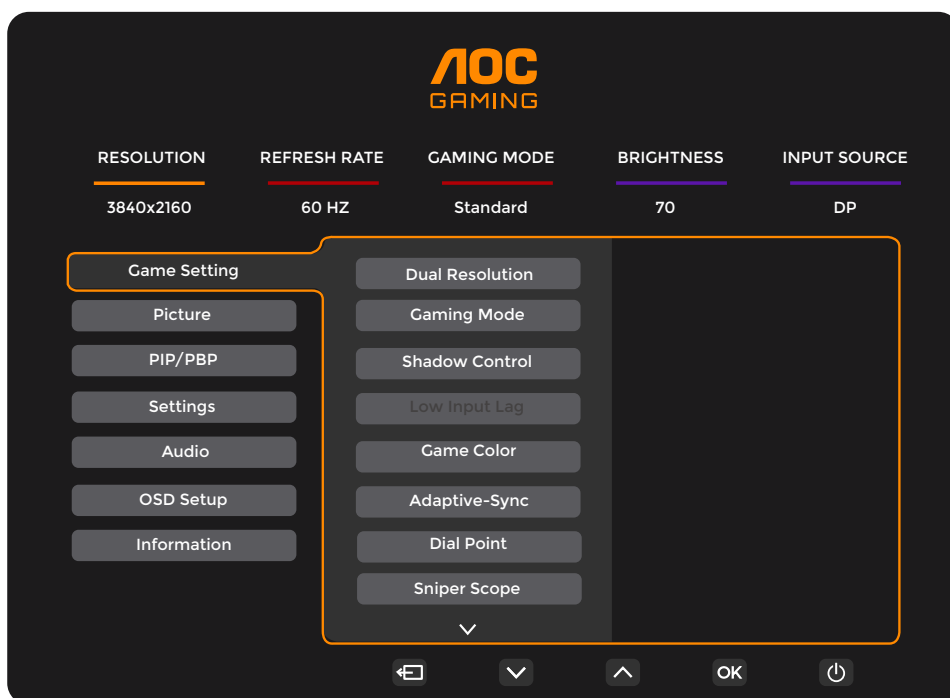 AOC
GAMING
RESOLUTION REFRESH RATE GAMING MODE BRIGHTNESS INPUT SOURCE
3840x2160 60 HZ Standard 70 DP
Game Setting
Picture
PIP/PBP
Settings
Audio
OSD Setup
Information
Dual Resolution
Gaming Mode
Shadow Control
Low Input Lag
Game Color
Adaptive-Sync
Dial Point
Sniper Scope
OK